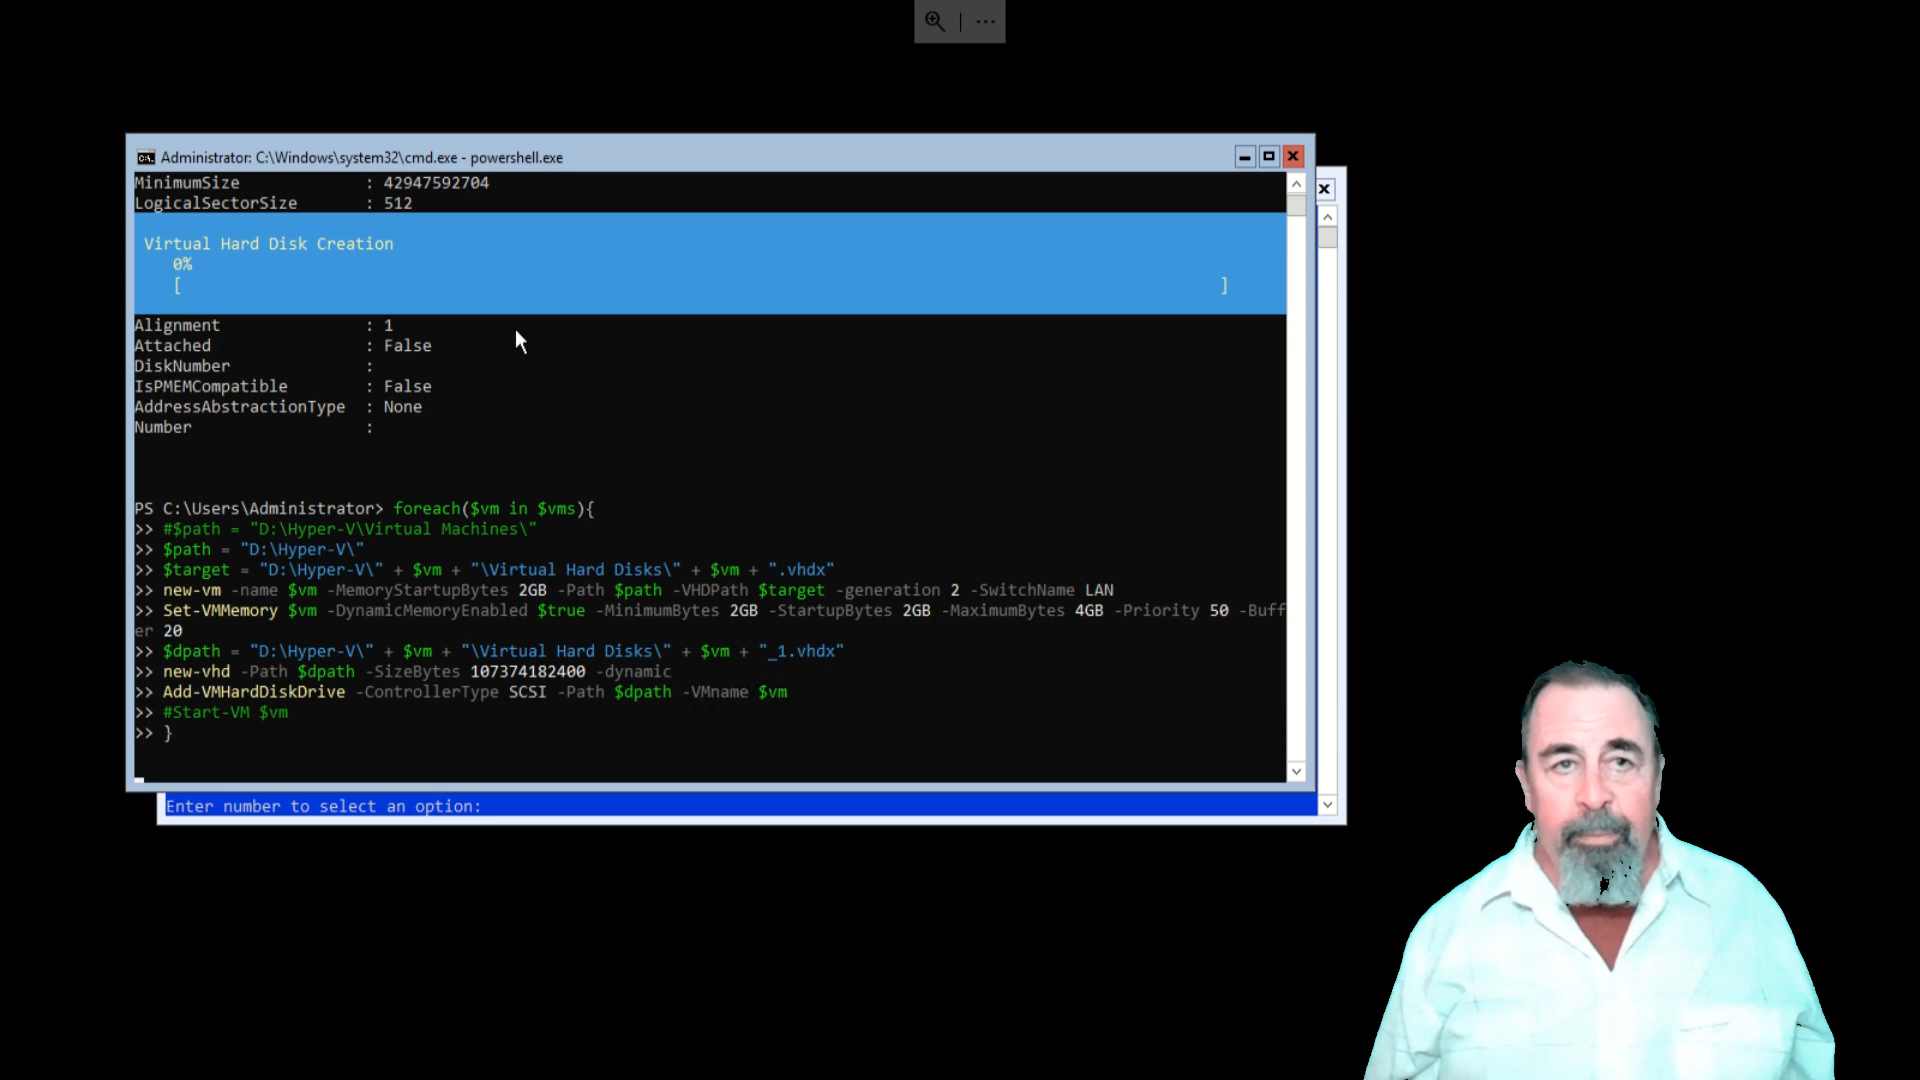 Administrator: C:\Windows\system32\cmd.exe - powershell.exe
MinimumSize             : 42947592704
LogicalSectorSize       : 512
Virtual Hard Disk Creation
0%
[                                                            ]
Alignment               : 1
Attached                : False
DiskNumber              :
IsPMEMCompatible        : False
AddressAbstractionType  : None
Number                  :
PS C:\Users\Administrator> foreach($vm in $vms){
>> #$path = "D:\Hyper-V\Virtual Machines\"
>> $path = "D:\Hyper-V\"
>> $target = "D:\Hyper-V\" + $vm + "\Virtual Hard Disks\" + $vm + ".vhdx"
>> new-vm -name $vm -MemoryStartupBytes 2GB -Path $path -VHDPath $target -generation 2 -SwitchName LAN
>> Set-VMMemory $vm -DynamicMemoryEnabled $true -MinimumBytes 2GB -StartupBytes 2GB -MaximumBytes 4GB -Priority 50 -Buff
er 20
>> $dpath = "D:\Hyper-V\" + $vm + "\Virtual Hard Disks\" + $vm + "_1.vhdx"
>> new-vhd -Path $dpath -SizeBytes 107374182400 -dynamic
>> Add-VMHardDiskDrive -ControllerType SCSI -Path $dpath -VMname $vm
>> #Start-VM $vm
>> }
Enter number to select an option: